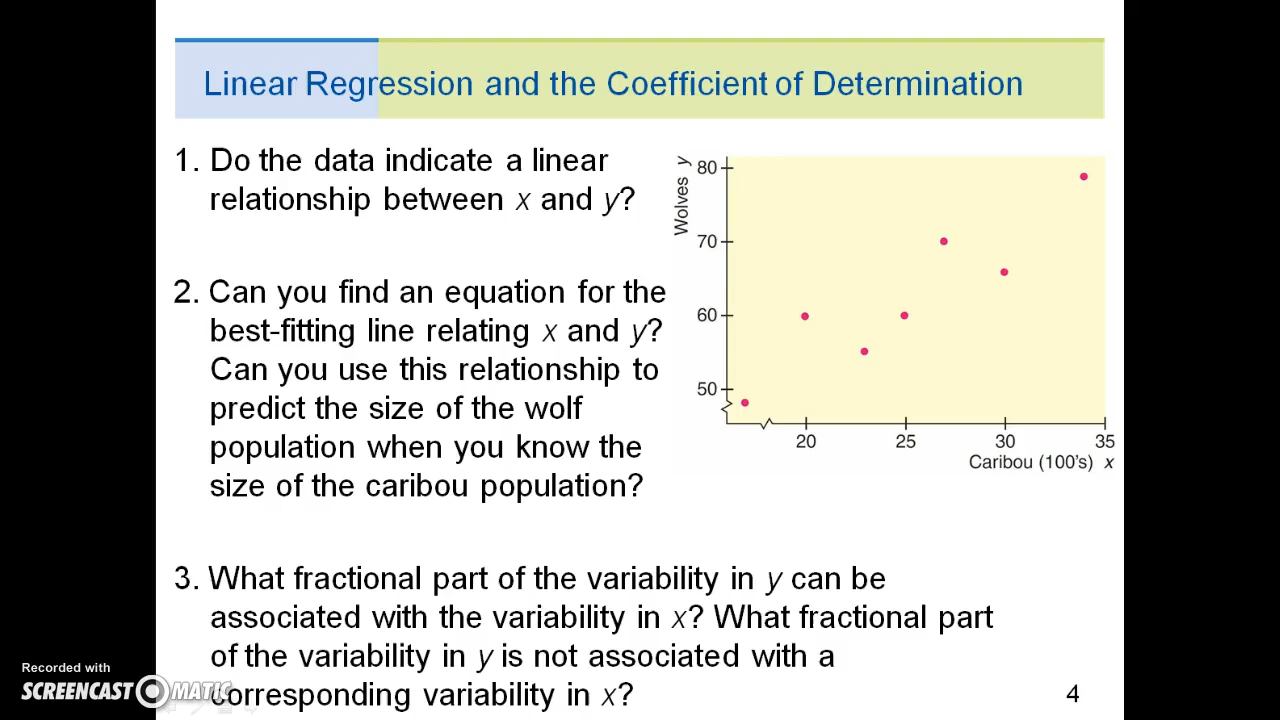 Linear Regression and the Coefficient of Determination
1. Do the data indicate a linear
relationship between x and y?
2. Can you find an equation for the
best-fitting line relating x and y?
Can you use this relationship to
predict the size of the wolf
population when you know the
size of the caribou population?
3. What fractional part of the variability in y can be
associated with the variability in x? What fractional part
of the variability in y is not associated with a
corresponding variability in x?
Wolves y
80
70
60
50
20 25 30 35
Caribou (100's) x
Recorded with
SCREENCAST MATIC
4